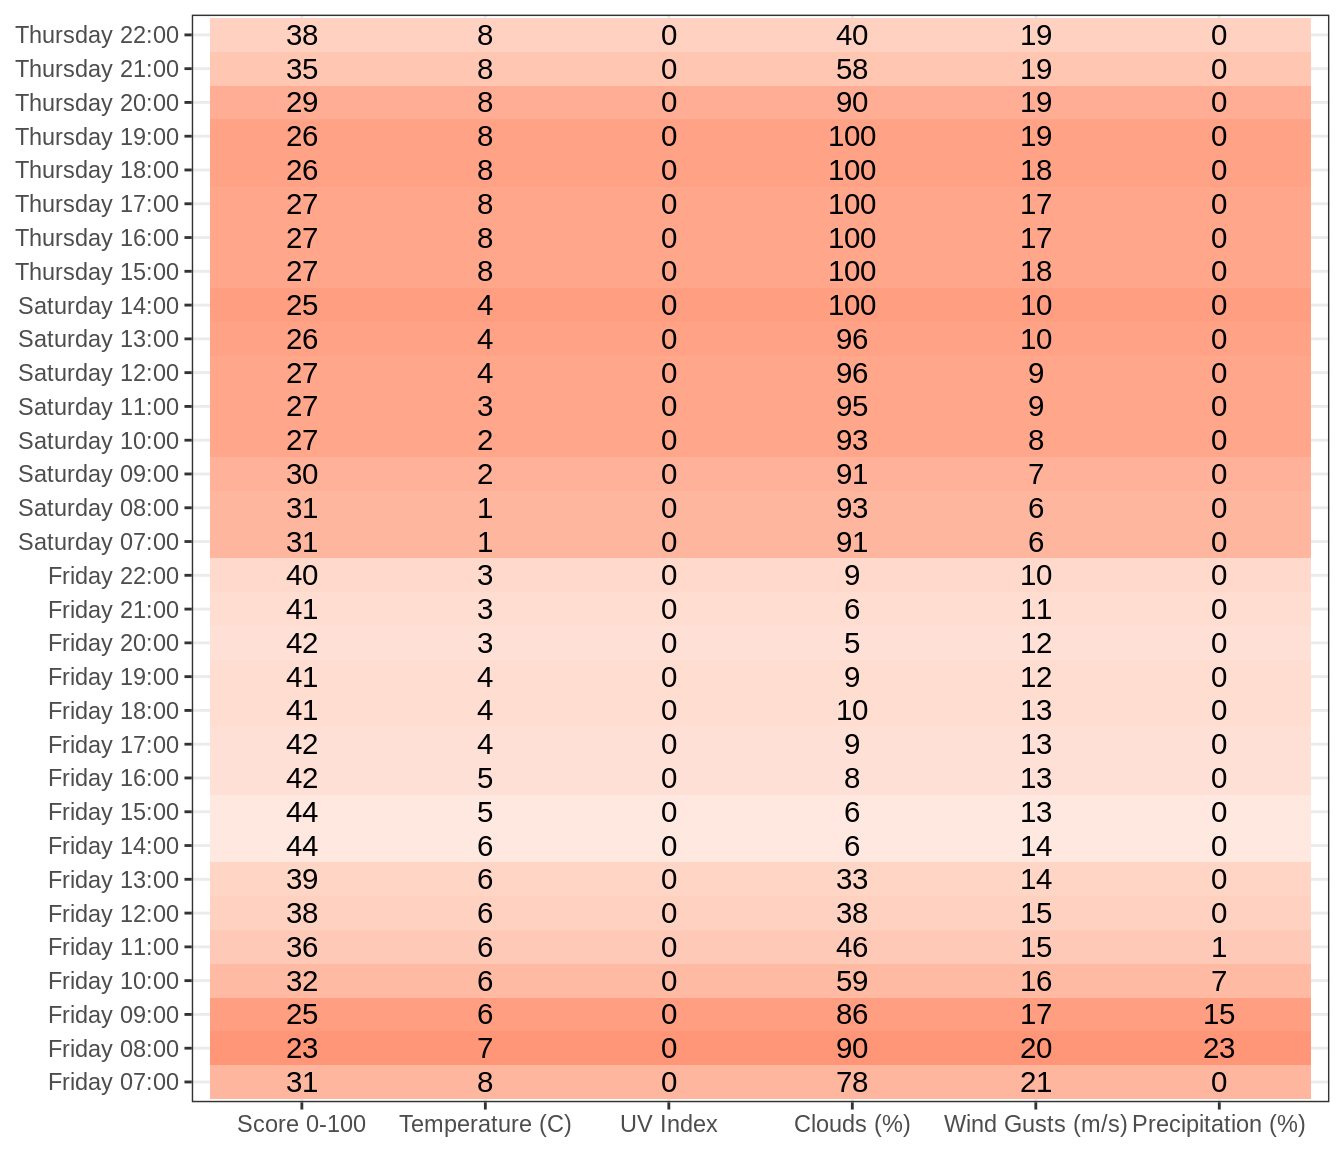 Thursday 22:00 38 8 0 40 19 0
Thursday 21:00 35 8 0 58 19 0
Thursday 20:00 29 8 0 90 19 0
Thursday 19:00 26 8 0 100 19 0
Thursday 18:00 26 8 0 100 18 0
Thursday 17:00 27 8 0 100 17 0
Thursday 16:00 27 8 0 100 17 0
Thursday 15:00 27 8 0 100 18 0
Saturday 14:00 25 4 0 100 10 0
Saturday 13:00 26 4 0 96 10 0
Saturday 12:00 27 4 0 96 9 0
Saturday 11:00 27 3 0 95 9 0
Saturday 10:00 27 2 0 93 8 0
Saturday 09:00 30 2 0 91 7 0
Saturday 08:00 31 1 0 93 6 0
Saturday 07:00 31 1 0 91 6 0
Friday 22:00 40 3 0 9 10 0
Friday 21:00 41 3 0 6 11 0
Friday 20:00 42 3 0 5 12 0
Friday 19:00 41 4 0 9 12 0
Friday 18:00 41 4 0 10 13 0
Friday 17:00 42 4 0 9 13 0
Friday 16:00 42 5 0 8 13 0
Friday 15:00 44 5 0 6 13 0
Friday 14:00 44 6 0 6 14 0
Friday 13:00 39 6 0 33 14 0
Friday 12:00 38 6 0 38 15 0
Friday 11:00 36 6 0 46 15 1
Friday 10:00 32 6 0 59 16 7
Friday 09:00 25 6 0 86 17 15
Friday 08:00 23 7 0 90 20 23
Friday 07:00 31 8 0 78 21 0
Score 0-100 Temperature (C) UV Index Clouds (%) Wind Gusts (m/s) Precipitation (%)